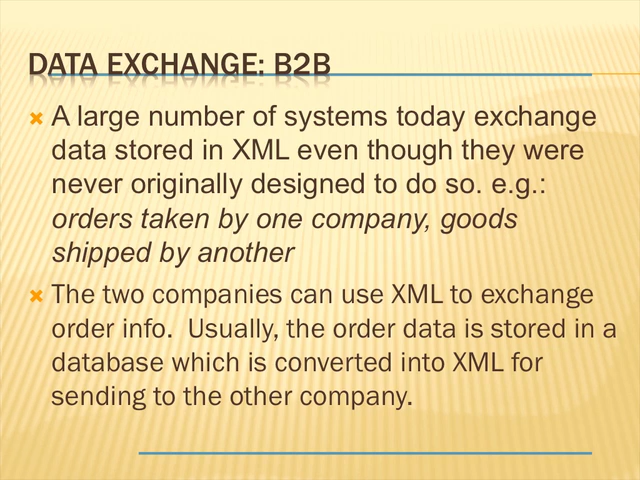 DATA EXCHANGE: B2B
× A large number of systems today exchange
data stored in XML even though they were
never originally designed to do so. e.g.:
orders taken by one company, goods
shipped by another
× The two companies can use XML to exchange
order info.  Usually, the order data is stored in a
database which is converted into XML for
sending to the other company.